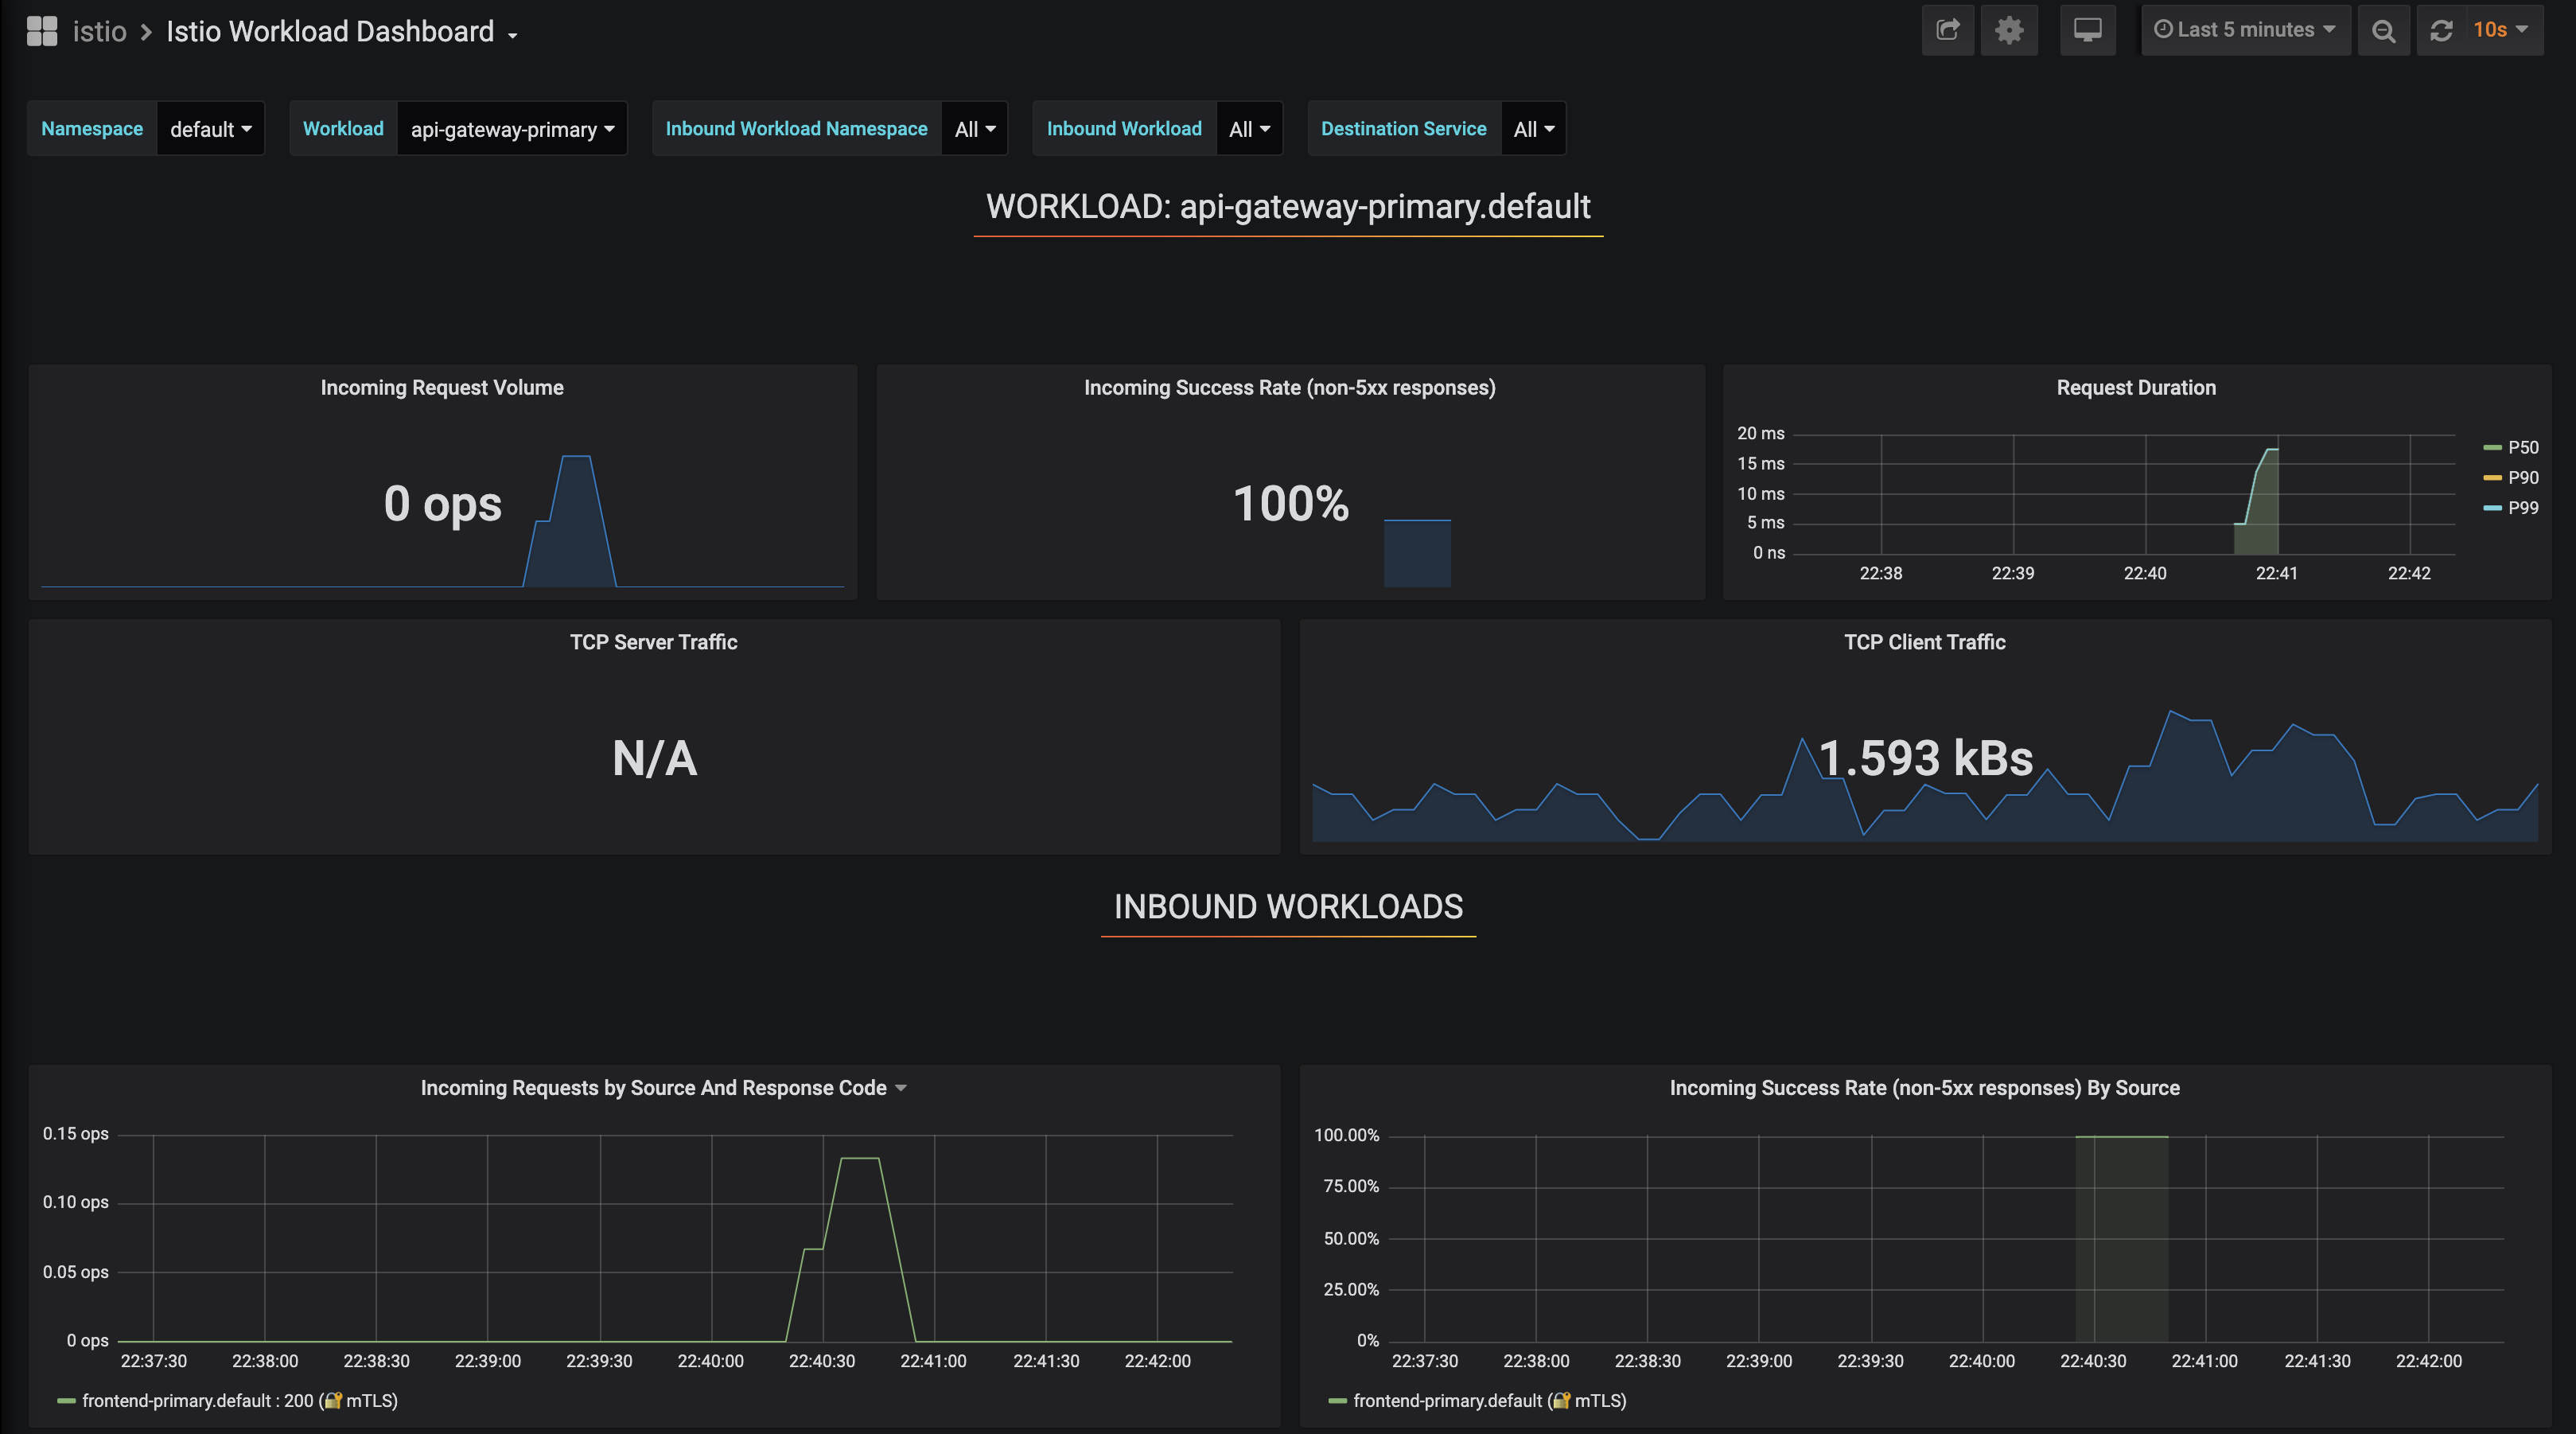 istio > Istio Workload Dashboard
Last 5 minutes
10s
Namespace default
Workload api-gateway-primary
Inbound Workload Namespace All
Inbound Workload All
Destination Service All
WORKLOAD: api-gateway-primary.default
Incoming Request Volume
0 ops
Incoming Success Rate (non-5xx responses)
100%
Request Duration
20 ms
15 ms
10 ms
5 ms
0 ns
22:38 22:39 22:40 22:41 22:42
P50
P90
P99
TCP Server Traffic
N/A
TCP Client Traffic
1.593 kBs
INBOUND WORKLOADS
Incoming Requests by Source And Response Code
0.15 ops
0.10 ops
0.05 ops
0 ops
22:37:30 22:38:00 22:38:30 22:39:00 22:39:30 22:40:00 22:40:30 22:41:00 22:41:30 22:42:00
frontend-primary.default : 200 (🔐 mTLS)
Incoming Success Rate (non-5xx responses) By Source
100.00%
75.00%
50.00%
25.00%
0%
22:37:30 22:38:00 22:38:30 22:39:00 22:39:30 22:40:00 22:40:30 22:41:00 22:41:30 22:42:00
frontend-primary.default (🔐 mTLS)